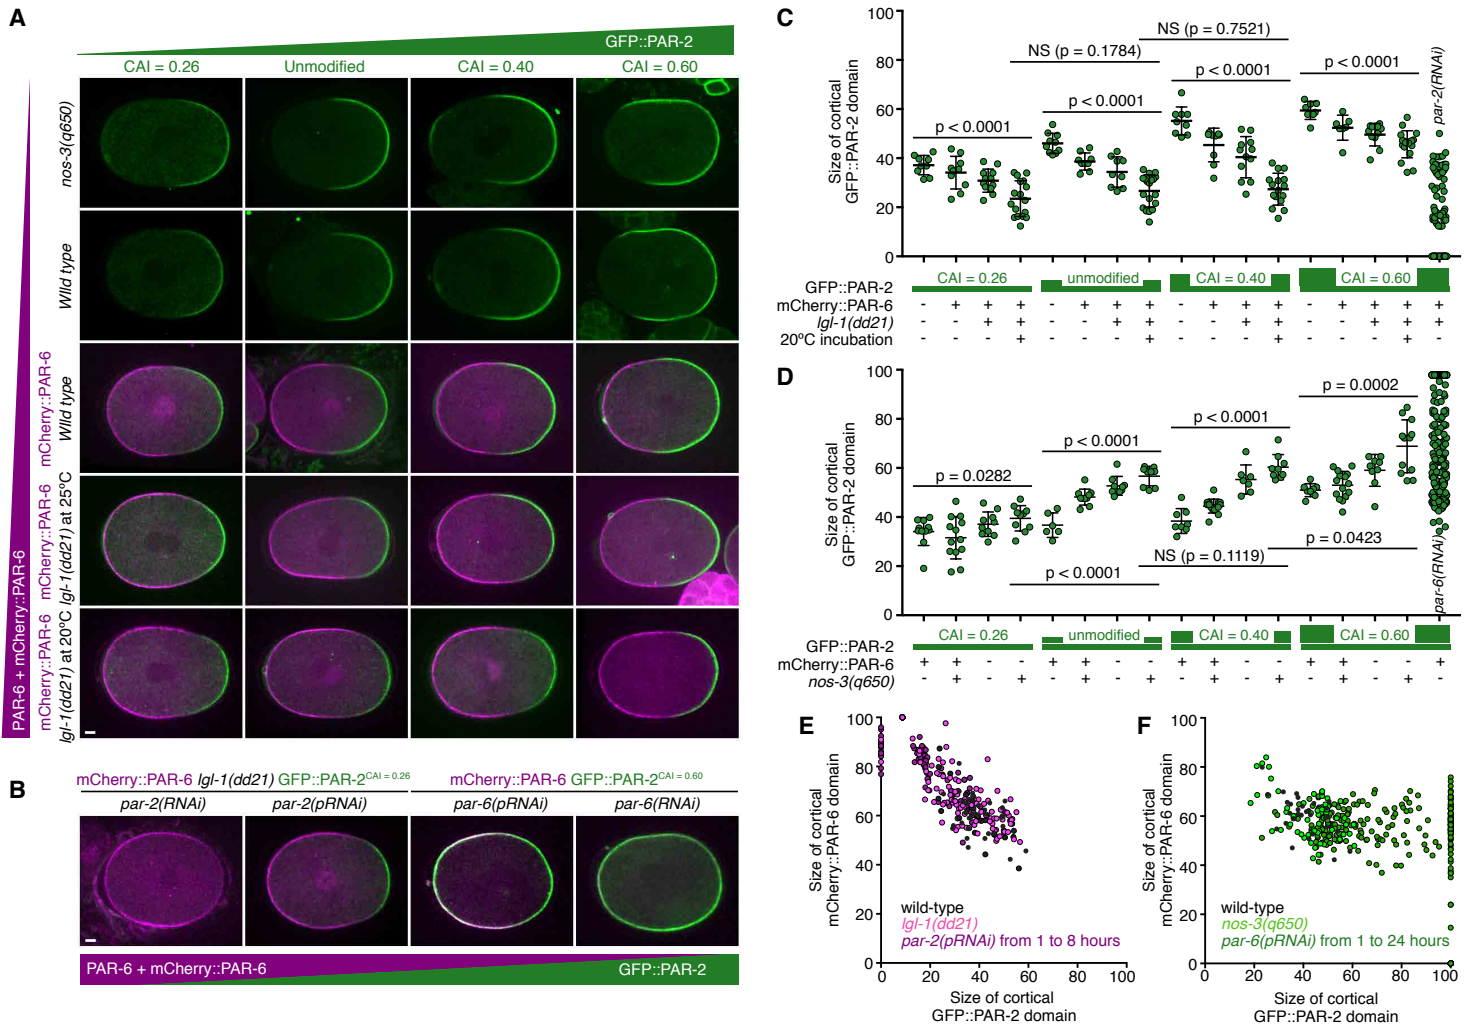 A
GFP::PAR-2
CAI = 0.26 Unmodified CAI = 0.40 CAI = 0.60
nos-3(q650)
WIld type
mCherry::PAR-6
WIld type
mCherry::PAR-6
lgl-1(dd21) at 25ºC
mCherry::PAR-6
lgl-1(dd21) at 20ºC
PAR-6 + mCherry::PAR-6
B
mCherry::PAR-6 lgl-1(dd21) GFP::PAR-2CAI = 0.26 mCherry::PAR-6 GFP::PAR-2CAI = 0.60
par-2(RNAi) par-2(pRNAi) par-6(pRNAi) par-6(RNAi)
PAR-6 + mCherry::PAR-6 GFP::PAR-2
C
Size of cortical
GFP::PAR-2 domain
100
80
60
40
20
0
NS (p = 0.7521)
NS (p = 0.1784)
p < 0.0001
p < 0.0001
p < 0.0001
p < 0.0001
par-2(RNAi)
GFP::PAR-2 CAI = 0.26 unmodified CAI = 0.40 CAI = 0.60
mCherry::PAR-6 - + - + - + - + - + - + - + - + +
lgl-1(dd21) - - + + - - + + - - + + - - + + +
20ºC incubation - - - + - - - + - - - + - - - + -
D
Size of cortical
GFP::PAR-2 domain
100
80
60
40
20
0
p = 0.0002
p < 0.0001
p < 0.0001
p = 0.0282
p = 0.0423
NS (p = 0.1119)
p < 0.0001
par-6(RNAi)
GFP::PAR-2 CAI = 0.26 unmodified CAI = 0.40 CAI = 0.60
mCherry::PAR-6 + + - - + + - - + + - - + + - - +
nos-3(q650) - + - + - + - + - + - + - + - + -
E
Size of cortical
mCherry::PAR-6 domain
100
80
60
40
20
0
wild-type
lgl-1(dd21)
par-2(pRNAi) from 1 to 8 hours
0 20 40 60 80 100
Size of cortical
GFP::PAR-2 domain
F
Size of cortical
mCherry::PAR-6 domain
100
80
60
40
20
0
wild-type
nos-3(q650)
par-6(pRNAi) from 1 to 24 hours
0 20 40 60 80 100
Size of cortical
GFP::PAR-2 domain